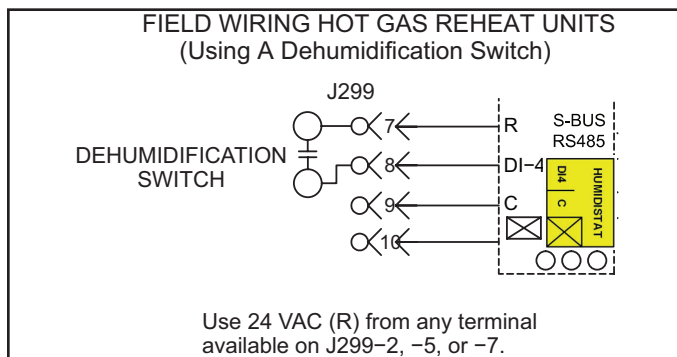 FIELD WIRING HOT GAS REHEAT UNITS
(Using A Dehumidification Switch)
J299
DEHUMIDIFICATION
SWITCH
7
R
8
DI−4
9
C
10
S-BUS
RS485
DI4
C
HUMIDISTAT
Use 24 VAC (R) from any terminal
available on J299−2, −5, or −7.